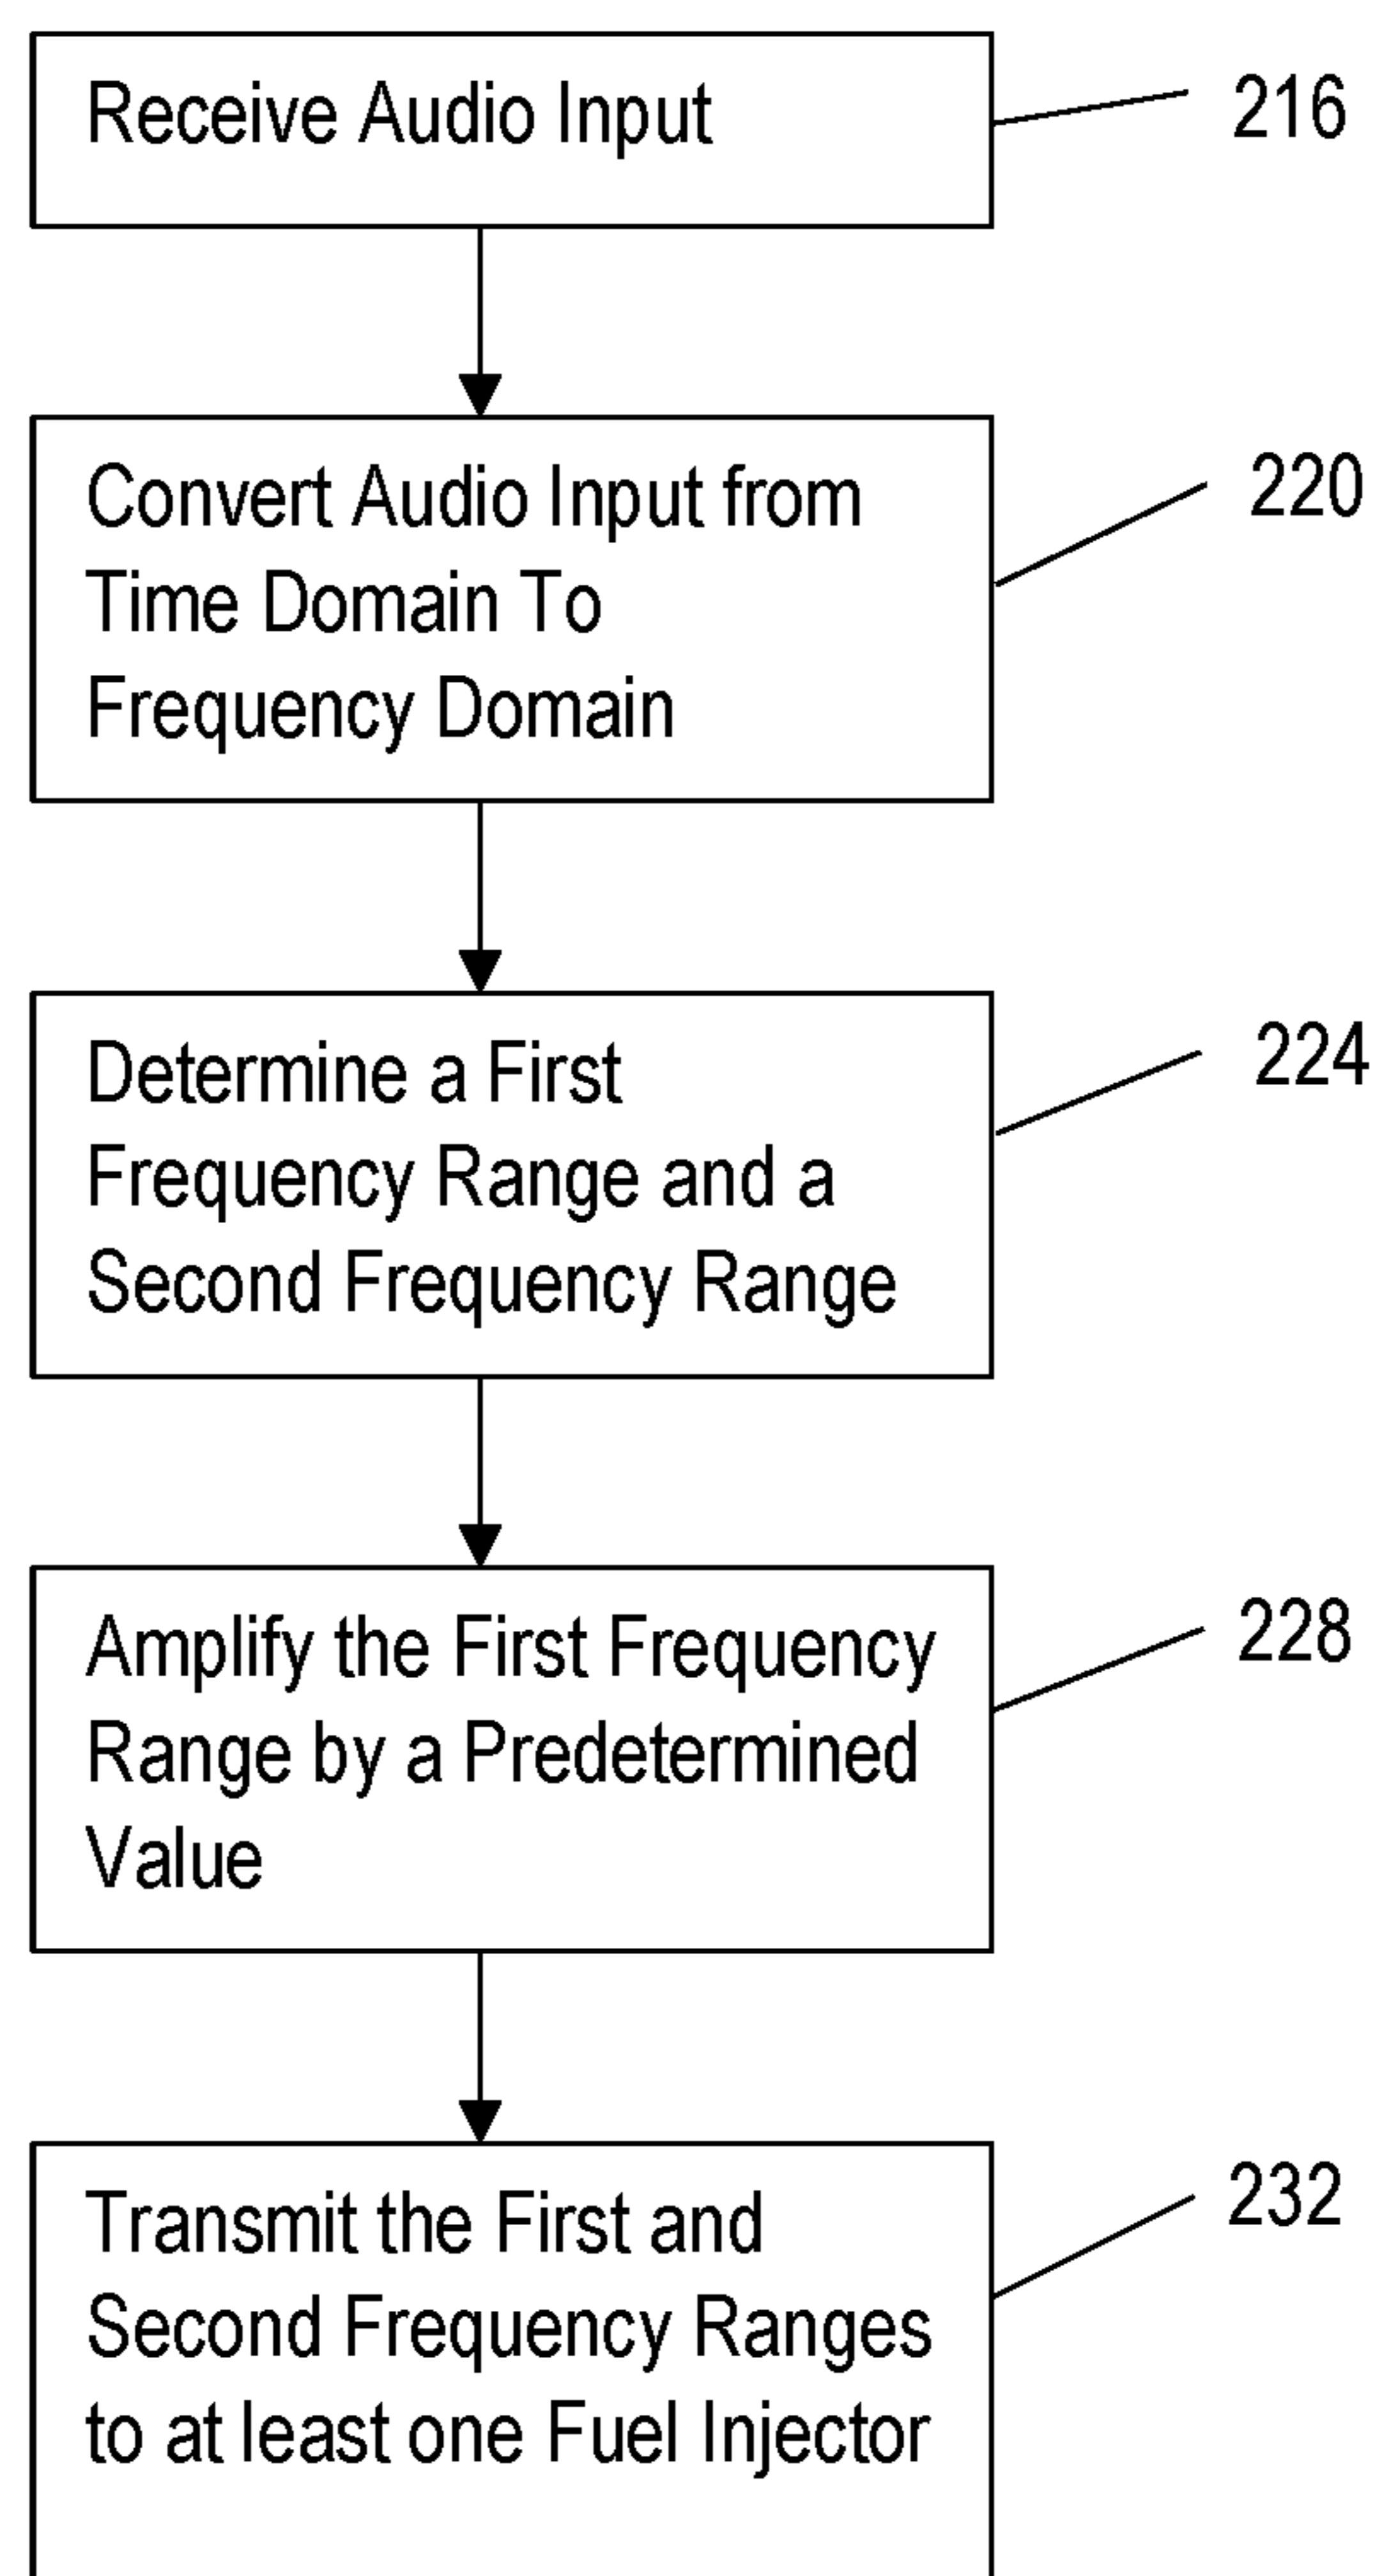 Receive Audio Input
216
Convert Audio Input from
Time Domain To
Frequency Domain
220
Determine a First
Frequency Range and a
Second Frequency Range
224
Amplify the First Frequency
Range by a Predetermined
Value
228
Transmit the First and
Second Frequency Ranges
to at least one Fuel Injector
232